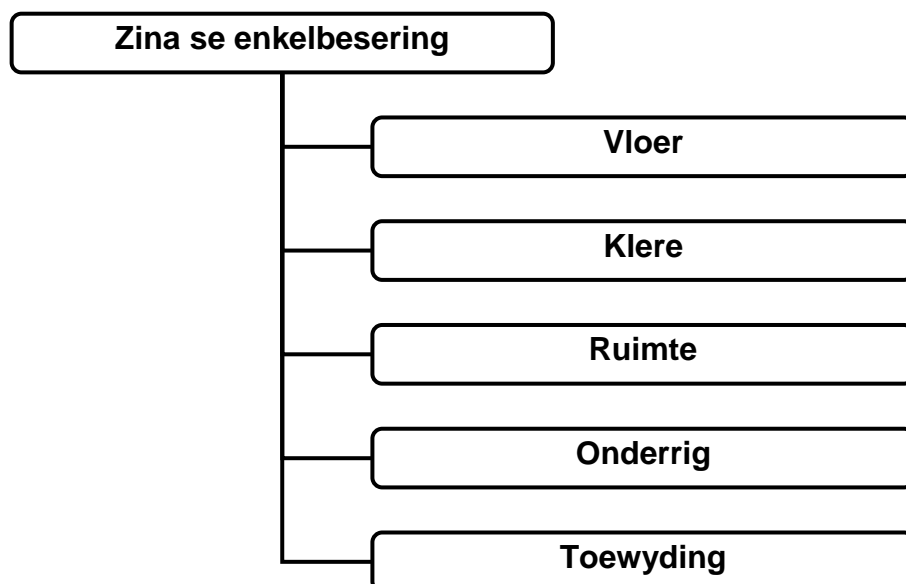 Zina se enkelbesering
Vloer
Klere
Ruimte
Onderrig
Toewyding